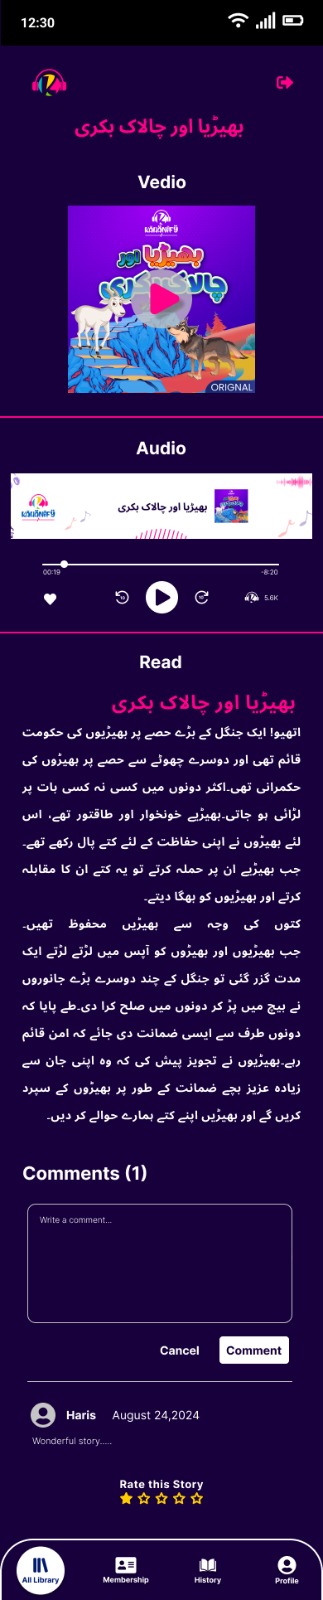 12:30
بھیڑیا اور چالاک بکری
Vedio
KAHANIFY
بھیڑیا اور
چالاک بکری
ORIGNAL
Audio
KAHANIFY
بھیڑیا اور چالاک بکری
00:19
-8:20
5.6K
Read
بھیڑیا اور چالاک بکری
اتھیو! ایک جنگل کے بڑے حصے پر بھیڑیوں کی حکومت
قائم تھی اور دوسرے چھوٹے سے حصے پر بھیڑوں کی
حکمرانی تھی۔اکثر دونوں میں کسی نہ کسی بات پر
لڑائی ہو جاتی۔بھیڑیے خونخوار اور طاقتور تھے، اس
لئے بھیڑوں نے اپنی حفاظت کے لئے کتے پال رکھے تھے۔
جب بھیڑیے ان پر حملہ کرتے تو یہ کتے ان کا مقابلہ
کرتے اور بھیڑیوں کو بھگا دیتے۔
کتوں کی وجہ سے بھیڑیں محفوظ تھیں۔
جب بھیڑیوں اور بھیڑوں کو آپس میں لڑتے لڑتے ایک
مدت گزر گئی تو جنگل کے چند دوسرے بڑے جانوروں
نے بیچ میں پڑ کر دونوں میں صلح کرا دی۔طے پایا کہ
دونوں طرف سے ایسی ضمانت دی جائے کہ امن قائم
رہے۔بھیڑیوں نے تجویز پیش کی کہ وہ اپنی جان سے
زیادہ عزیز بچے ضمانت کے طور پر بھیڑوں کے سپرد
کریں گے اور بھیڑیں اپنے کتے ہمارے حوالے کر دیں۔
Comments (1)
Write a comment...
Cancel Comment
Haris August 24,2024
Wonderful story.....
Rate this Story
All Library Membership History Profile